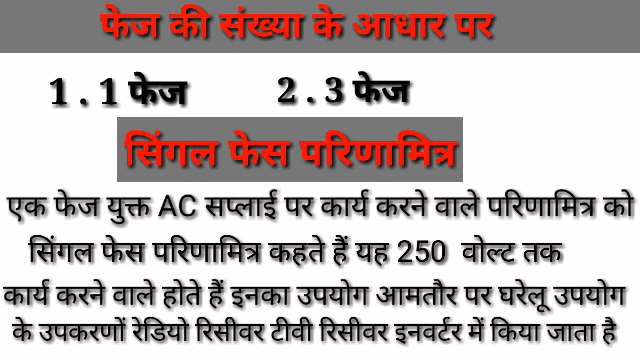 फेज की संख्या के आधार पर
1 . 1 फेज 2 . 3 फेज
सिंगल फेस परिणामित्र
एक फेज युक्त AC सप्लाई पर कार्य करने वाले परिणामित्र को
सिंगल फेस परिणामित्र कहते हैं यह 250 वोल्ट तक
कार्य करने वाले होते हैं इनका उपयोग आमतौर पर घरेलू उपयोग
के उपकरणों रेडियो रिसीवर टीवी रिसीवर इनवर्टर में किया जाता है